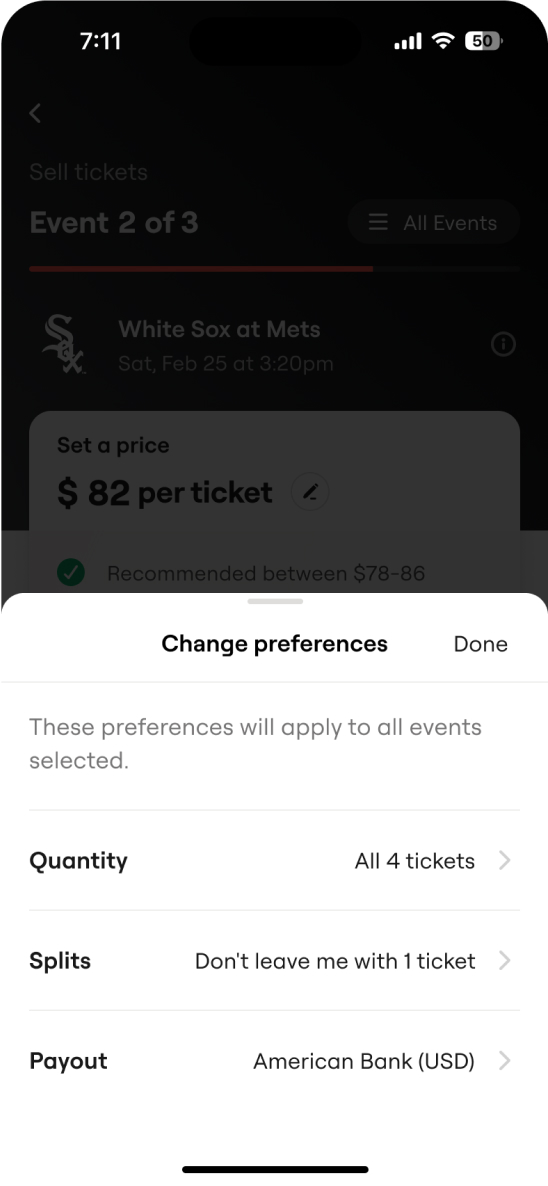 7:11
50
Sell tickets
Event 2 of 3
All Events
Sox
White Sox at Mets
Sat, Feb 25 at 3:20pm
Set a price
$ 82 per ticket
Recommended between $78-86
Change preferences
Done
These preferences will apply to all events
selected.
Quantity
All 4 tickets
Splits
Don't leave me with 1 ticket
Payout
American Bank (USD)